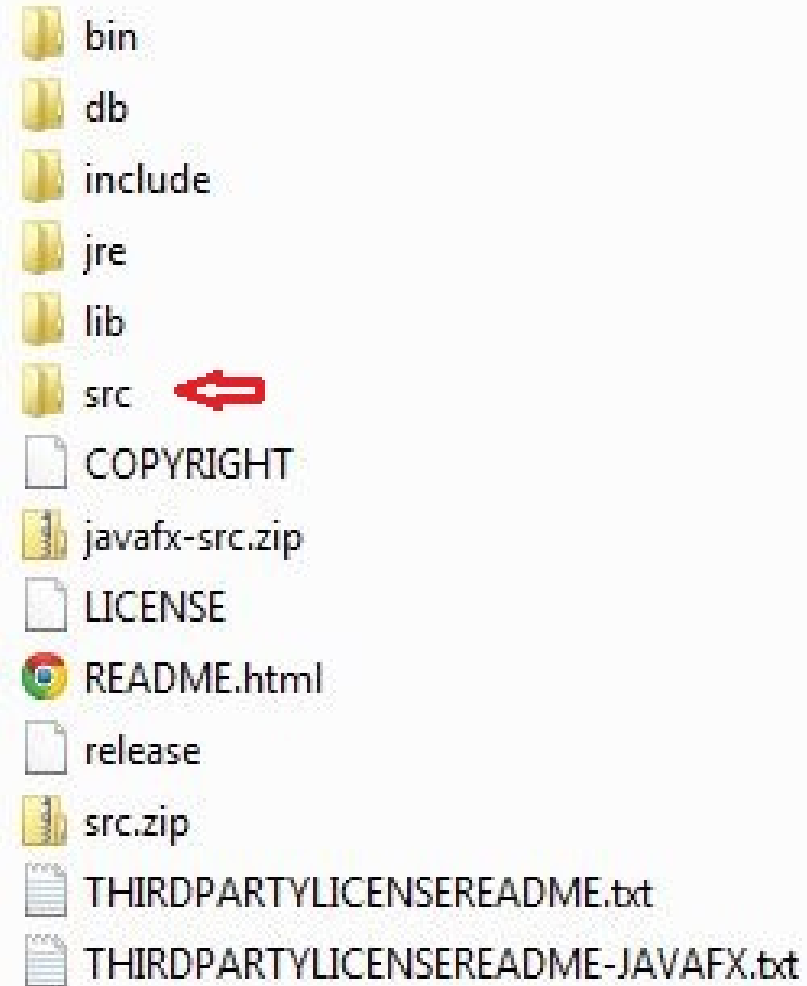 bin
db
include
jre
lib
src
COPYRIGHT
javafx-src.zip
LICENSE
README.html
release
src.zip
THIRDPARTYLICENSEREADME.txt
THIRDPARTYLICENSEREADME-JAVAFX.txt